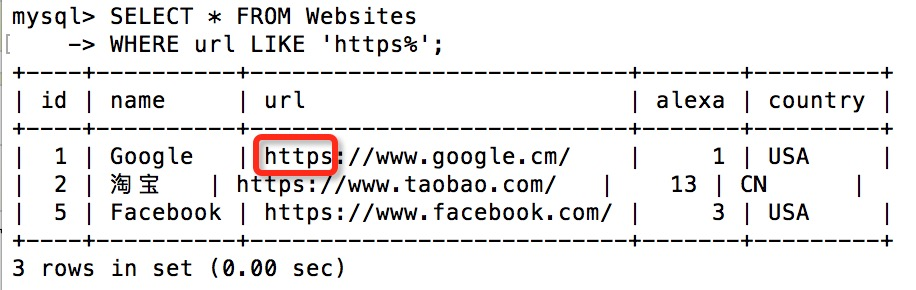 mysql> SELECT * FROM Websites
[    -> WHERE url LIKE 'https%';
+----+----------+---------------------------+-------+---------+
| id | name     | url                       | alexa | country |
+----+----------+---------------------------+-------+---------+
|  1 | Google   | https://www.google.cm/    |     1 | USA     |
|  2 | 淘宝    | https://www.taobao.com/   |    13 | CN      |
|  5 | Facebook | https://www.facebook.com/ |     3 | USA     |
+----+----------+---------------------------+-------+---------+
3 rows in set (0.00 sec)